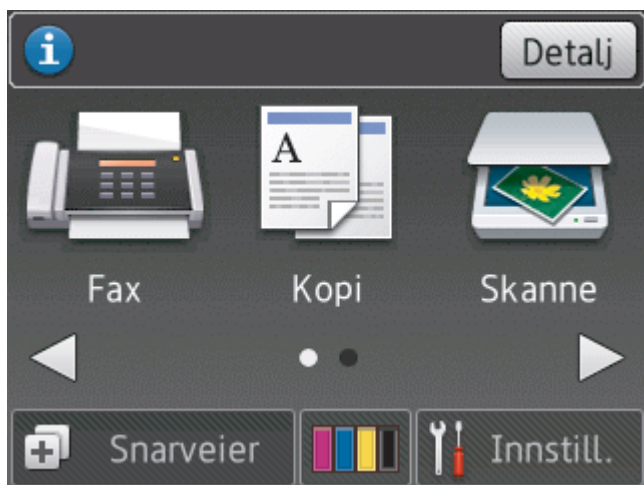 Detalj
A
Fax
Kopi
Skanne
Snarveier
Innstill.